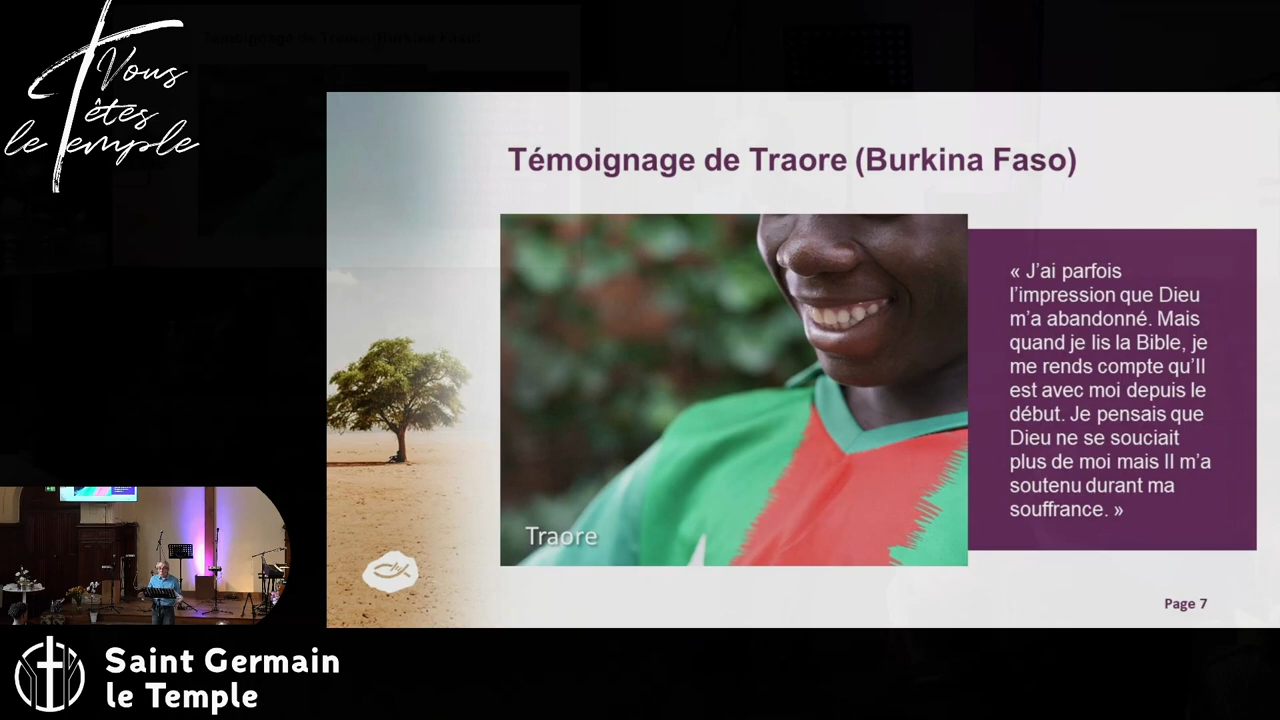 Vous
êtes
le Temple
Témoignage de Traore (Burkina Faso)
« J’ai parfois
l’impression que Dieu
m’a abandonné. Mais
quand je lis la Bible, je
me rends compte qu’Il
est avec moi depuis le
début. Je pensais que
Dieu ne se souciait
plus de moi mais Il m’a
soutenu durant ma
souffrance. »
Traore
Page 7
Saint Germain
le Temple